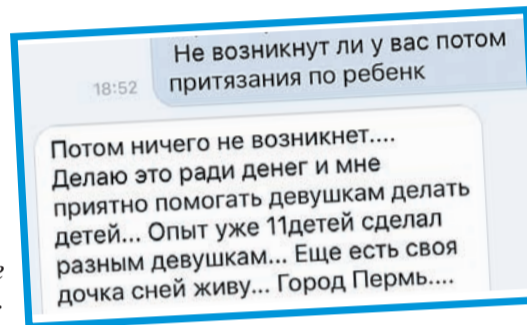 Не возникнут ли у вас потом
притязания по ребенк
18:52
Потом ничего не возникнет....
Делаю это ради денег и мне
приятно помогать девушкам делать
детей... Опыт уже 11детей сделал
разным девушкам... Еще есть своя
дочка сней живу... Город Пермь....
е